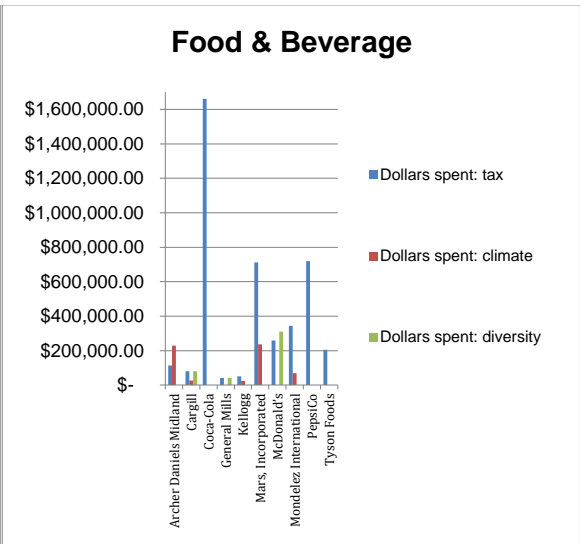 Food & Beverage
$1,600,000.00
$1,400,000.00
$1,200,000.00
$1,000,000.00
$800,000.00
$600,000.00
$400,000.00
$200,000.00
$-
Dollars spent: tax
Dollars spent: climate
Dollars spent: diversity
Archer Daniels Midland
Cargill
Coca-Cola
General Mills
Kellogg
Mars, Incorporated
McDonald's
Mondelez International
PepsiCo
Tyson Foods